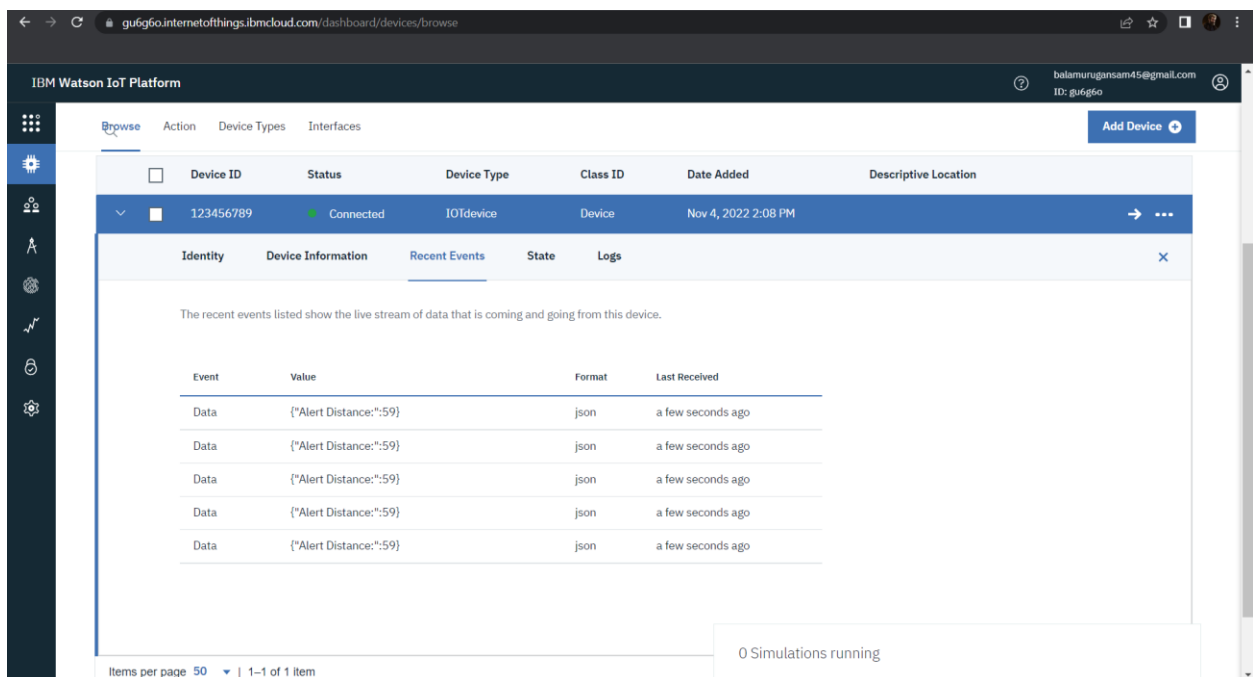 gu6g6o.internetofthings.ibmcloud.com/dashboard/devices/browse
IBM Watson IoT Platform
balamurugansam45@gmail.com
ID: gu6g6o
Browse Action Device Types Interfaces
Add Device
Device ID Status Device Type Class ID Date Added Descriptive Location
123456789 Connected IOTdevice Device Nov 4, 2022 2:08 PM
Identity Device Information Recent Events State Logs
The recent events listed show the live stream of data that is coming and going from this device.
Event Value Format Last Received
Data {"Alert Distance:":59} json a few seconds ago
Data {"Alert Distance:":59} json a few seconds ago
Data {"Alert Distance:":59} json a few seconds ago
Data {"Alert Distance:":59} json a few seconds ago
Data {"Alert Distance:":59} json a few seconds ago
0 Simulations running
Items per page 50 | 1–1 of 1 item